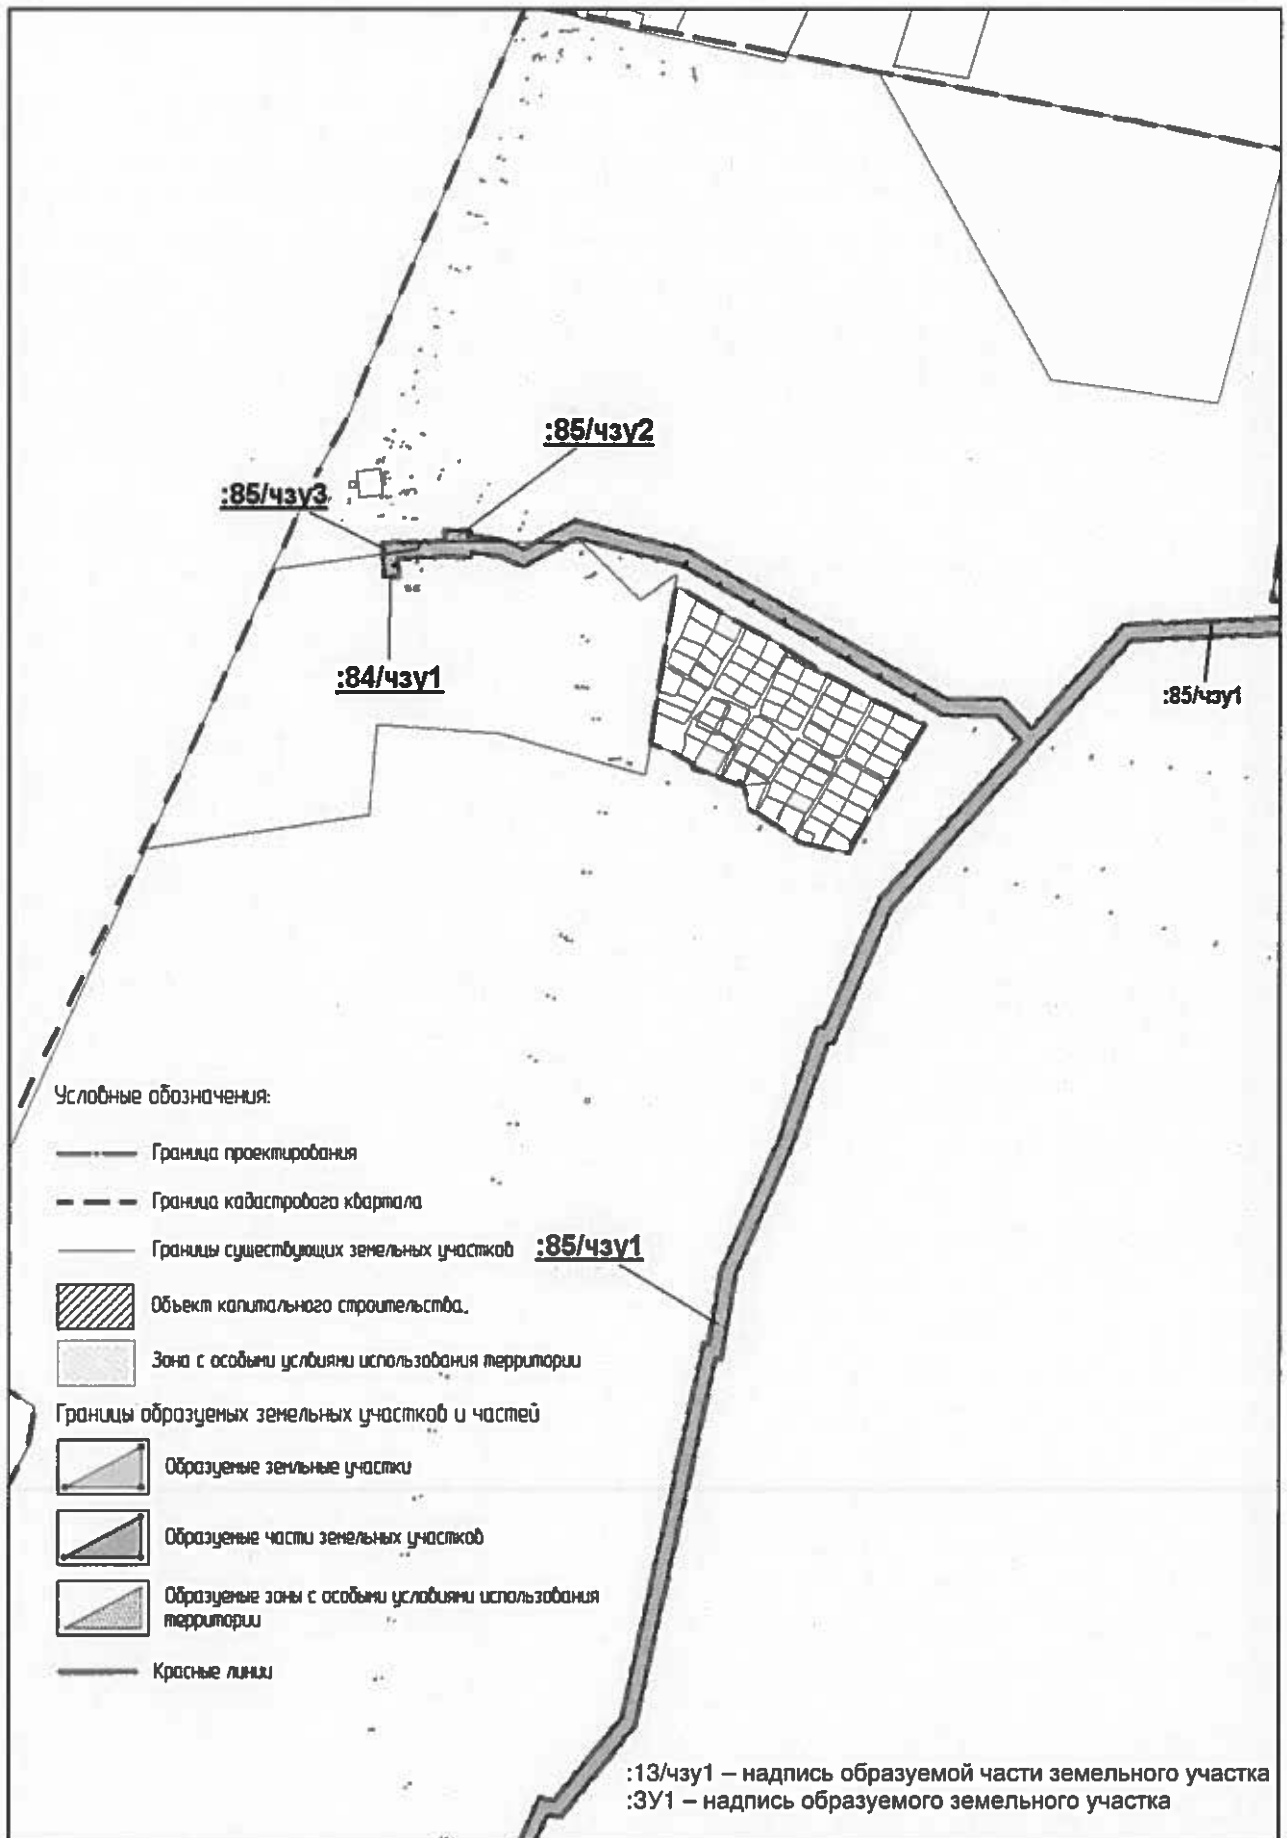 :85/чзу2
:85/чзу3
:84/чзу1
:85/чзу1
Условные обозначения:
Граница проектирования
Граница кадастрового квартала
Границы существующих земельных участков
:85/чзу1
Объект капитального строительства.
Зона с особыми услвиями использования территории
Границы образуемых земельных участков и частей
Образуемые земльные участки
Образуемые части земельных участков
Образуемые зоны с особыми условиями использования
территории
Красные линии
:13/чзу1 – надпись образуемой части земельного участка
:ЗУ1 – надпись образуемого земельного участка